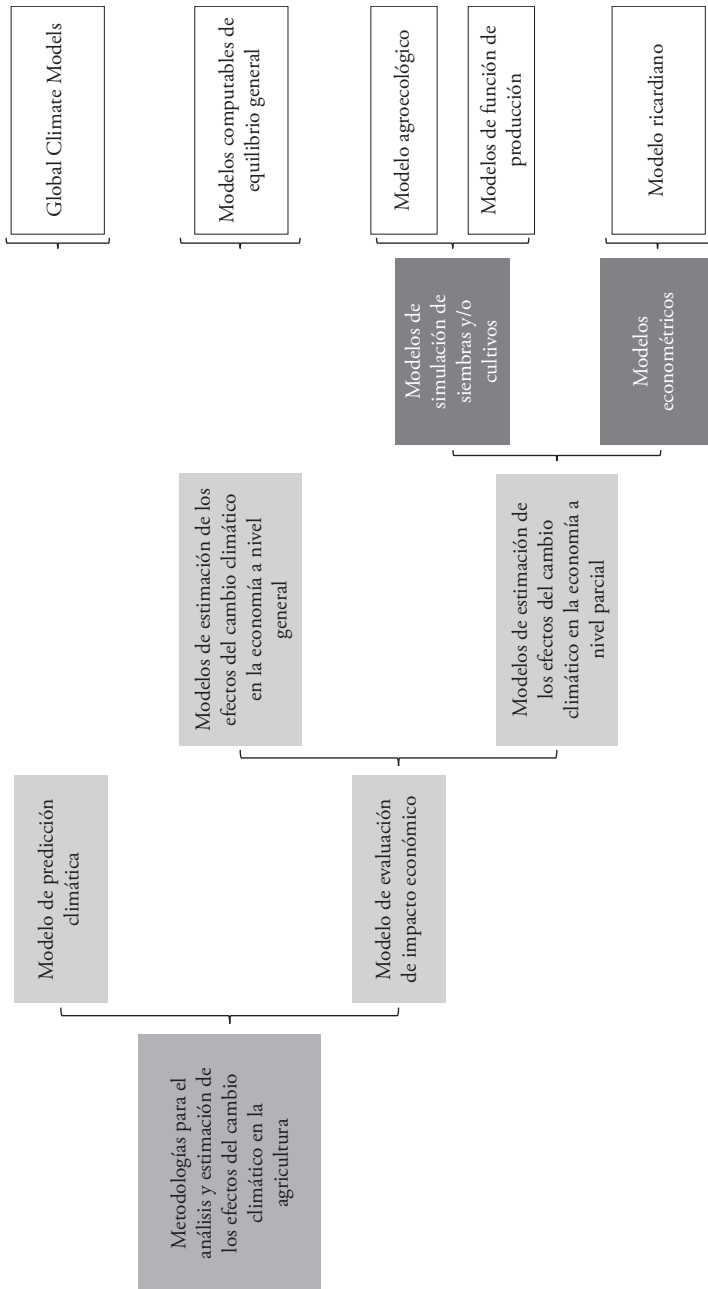 Metodologías para el
análisis y estimación de
los efectos del cambio
climático en la
agricultura
Modelo de predicción
climática
Modelo de evaluación
de impacto económico
Modelos de estimación de los
efectos del cambio climático
en la economía a nivel
general
Modelos de estimación de
los efectos del cambio
climático en la economía a
nivel parcial
Modelos de
simulación de
siembras y/o
cultivos
Modelos
econométricos
Global Climate Models
Modelos computables de
equilibrio general
Modelo agroecológico
Modelos de función de
producción
Modelo ricardiano